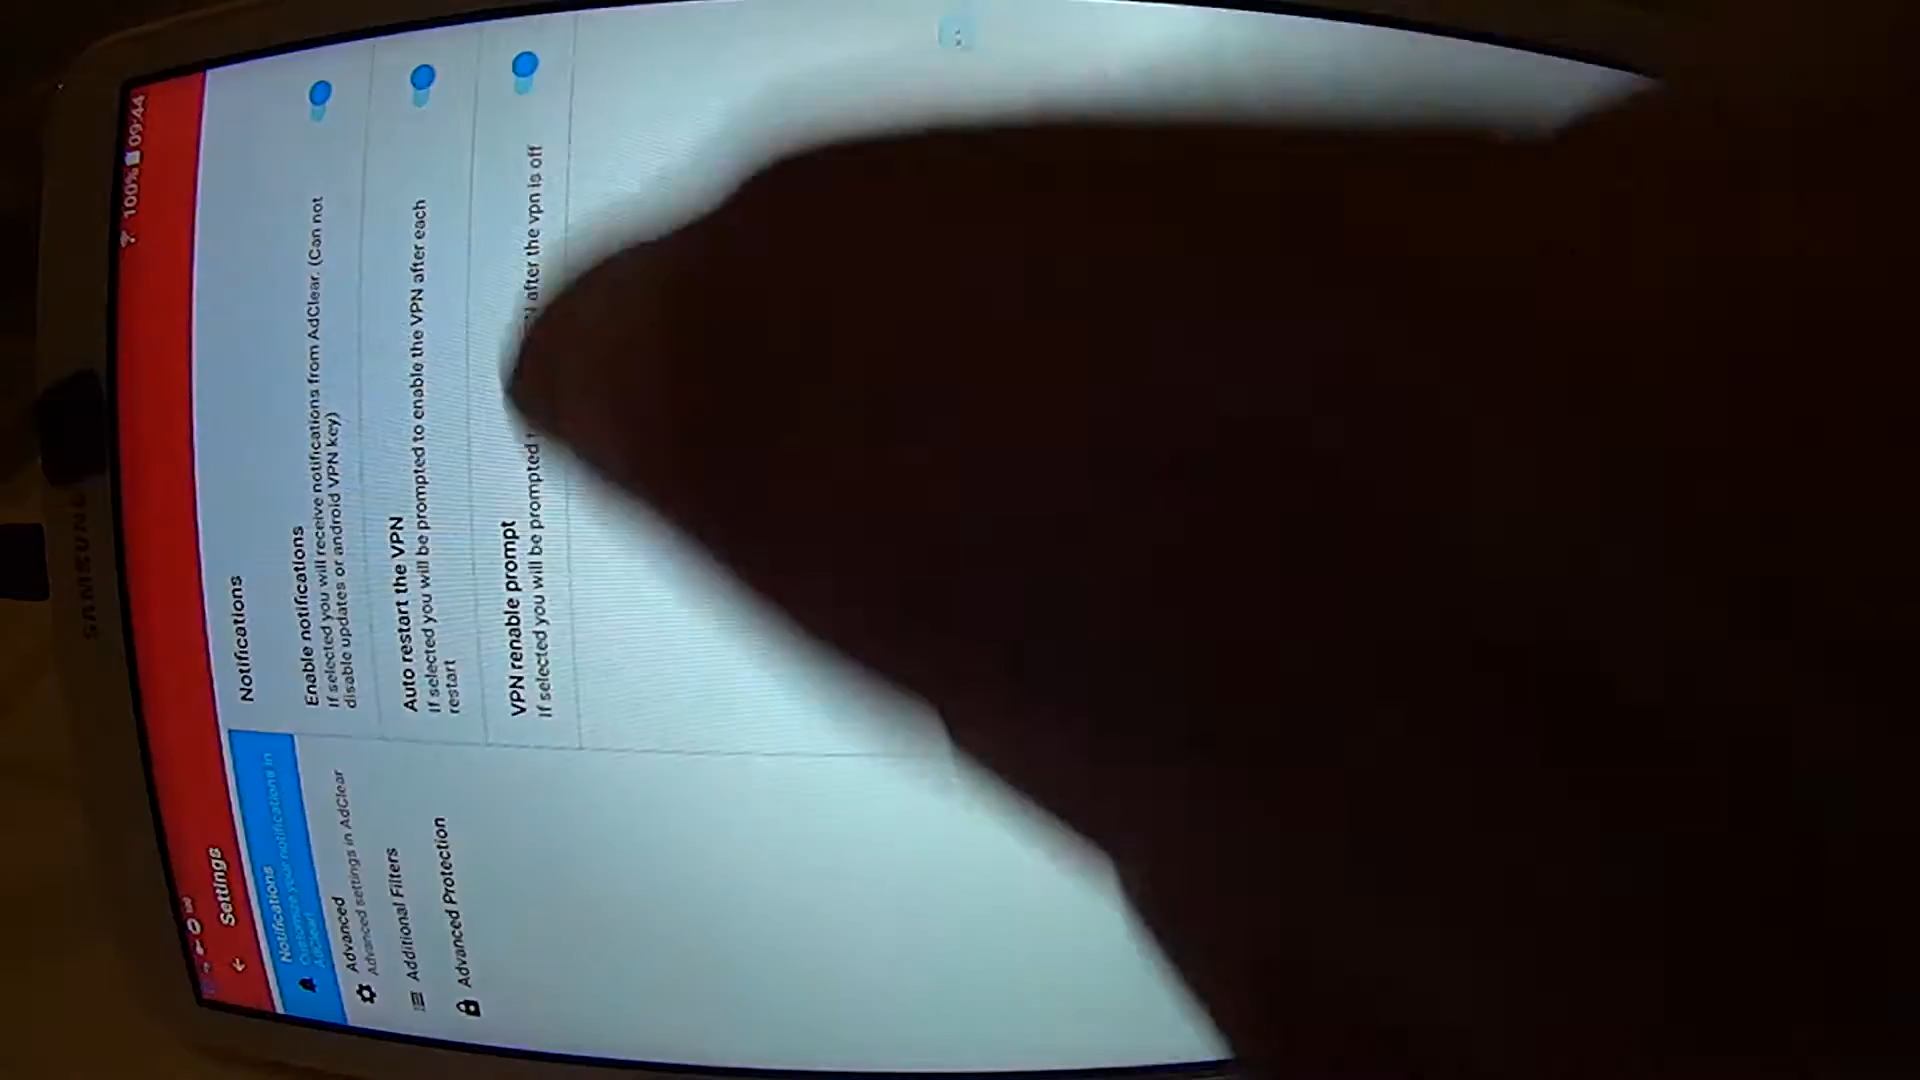 SAMSUNG
100% 09:44
Settings
Notifications
Customize your notifications in
AdClear!
Advanced
Advanced settings in AdClear
Additional Filters
Advanced Protection
Notifications
Enable notifications
If selected you will receive notifications from AdClear. (Can not
disable updates or android VPN key)
Auto restart the VPN
If selected you will be prompted to enable the VPN after each
restart
VPN renable prompt
If selected you will be prompted after the vpn is off